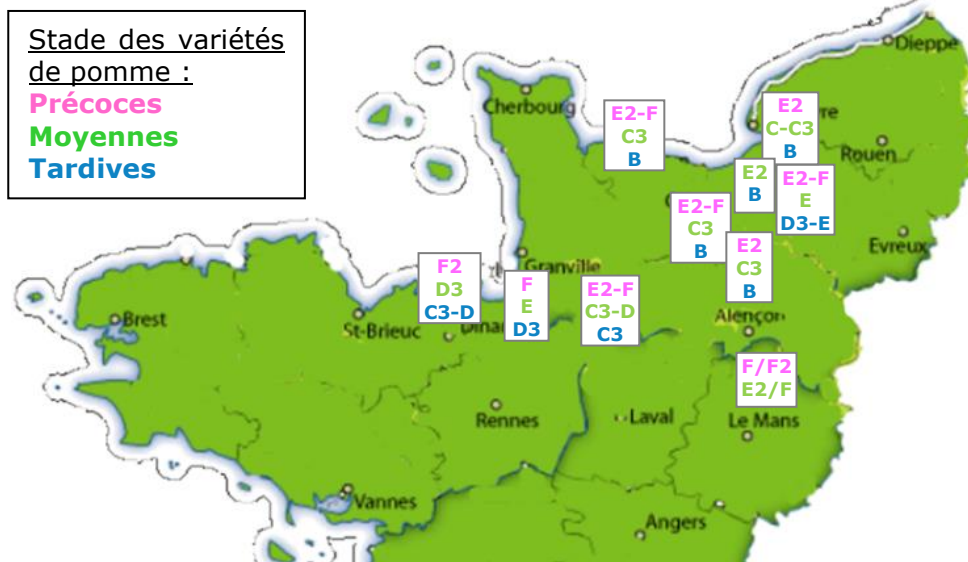 Stade des variétés
de pomme :
Précoces
Moyennes
Tardives
Dieppe
Cherbourg
E2-F
C3
B
E2
C-C3
B
vre
Rouen
E2
B
E2-F
E
D3-E
E2-F
C3
B
E2
C3
B
Evreux
Granville
F2
D3
C3-D
F
E
D3
E2-F
C3-D
C3
Brest
St-Brieuc
Dina
Alençon
F/F2
E2/F
Rennes
Laval
Le Mans
Vannes
Angers